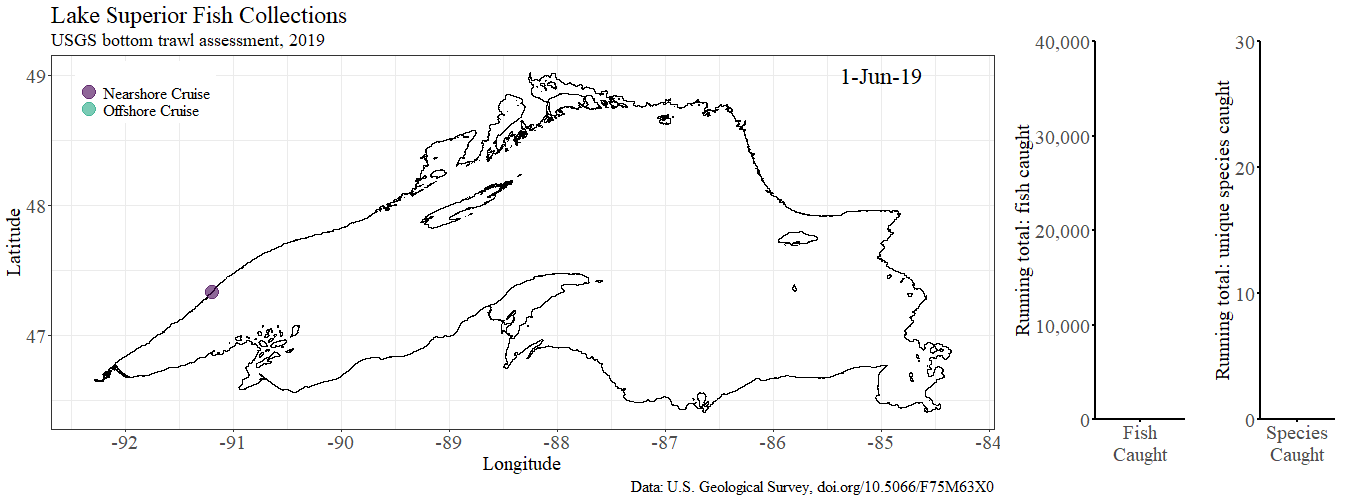 Lake Superior Fish Collections
USGS bottom trawl assessment, 2019
1-Jun-19
Nearshore Cruise
Offshore Cruise
Latitude
49
48
47
-92
-91
-90
-89
-88
-87
-86
-85
-84
Longitude
Data: U.S. Geological Survey, doi.org/10.5066/F75M63X0
Running total: fish caught
40,000
30,000
20,000
10,000
0
Fish
Caught
Running total: unique species caught
30
20
10
0
Species
Caught